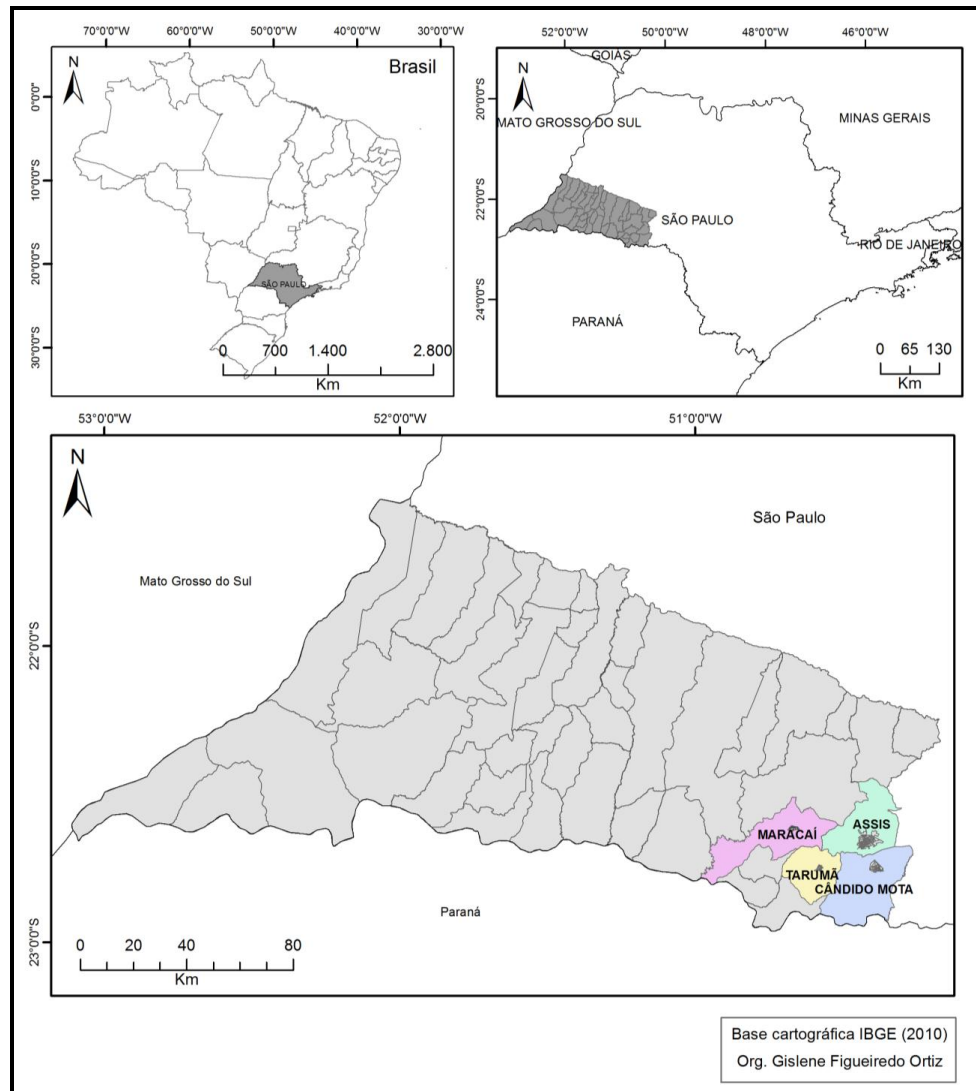 70°0'0"W 60°0'0"W 50°0'0"W 40°0'0"W 30°0'0"W
N
Brasil
0°0'0"
10°0'0"S
20°0'0"S
30°0'0"S
SÃO PAULO
0 700 1.400 2.800
Km
52°0'0"W 50°0'0"W 48°0'0"W 46°0'0"W
N
GOIÁS
20°0'0"S
22°0'0"S
24°0'0"S
MATO GROSSO DO SUL
MINAS GERAIS
SÃO PAULO
RIO DE JANEIRO
PARANÁ
0 65 130
Km
53°0'0"W 52°0'0"W 51°0'0"W
N
22°0'0"S
23°0'0"S
São Paulo
Mato Grosso do Sul
MARACAÍ
ASSIS
TARUMÃ
CÂNDIDO MOTA
Paraná
0 20 40 80
Km
Base cartográfica IBGE (2010)
Org. Gislene Figueiredo Ortiz